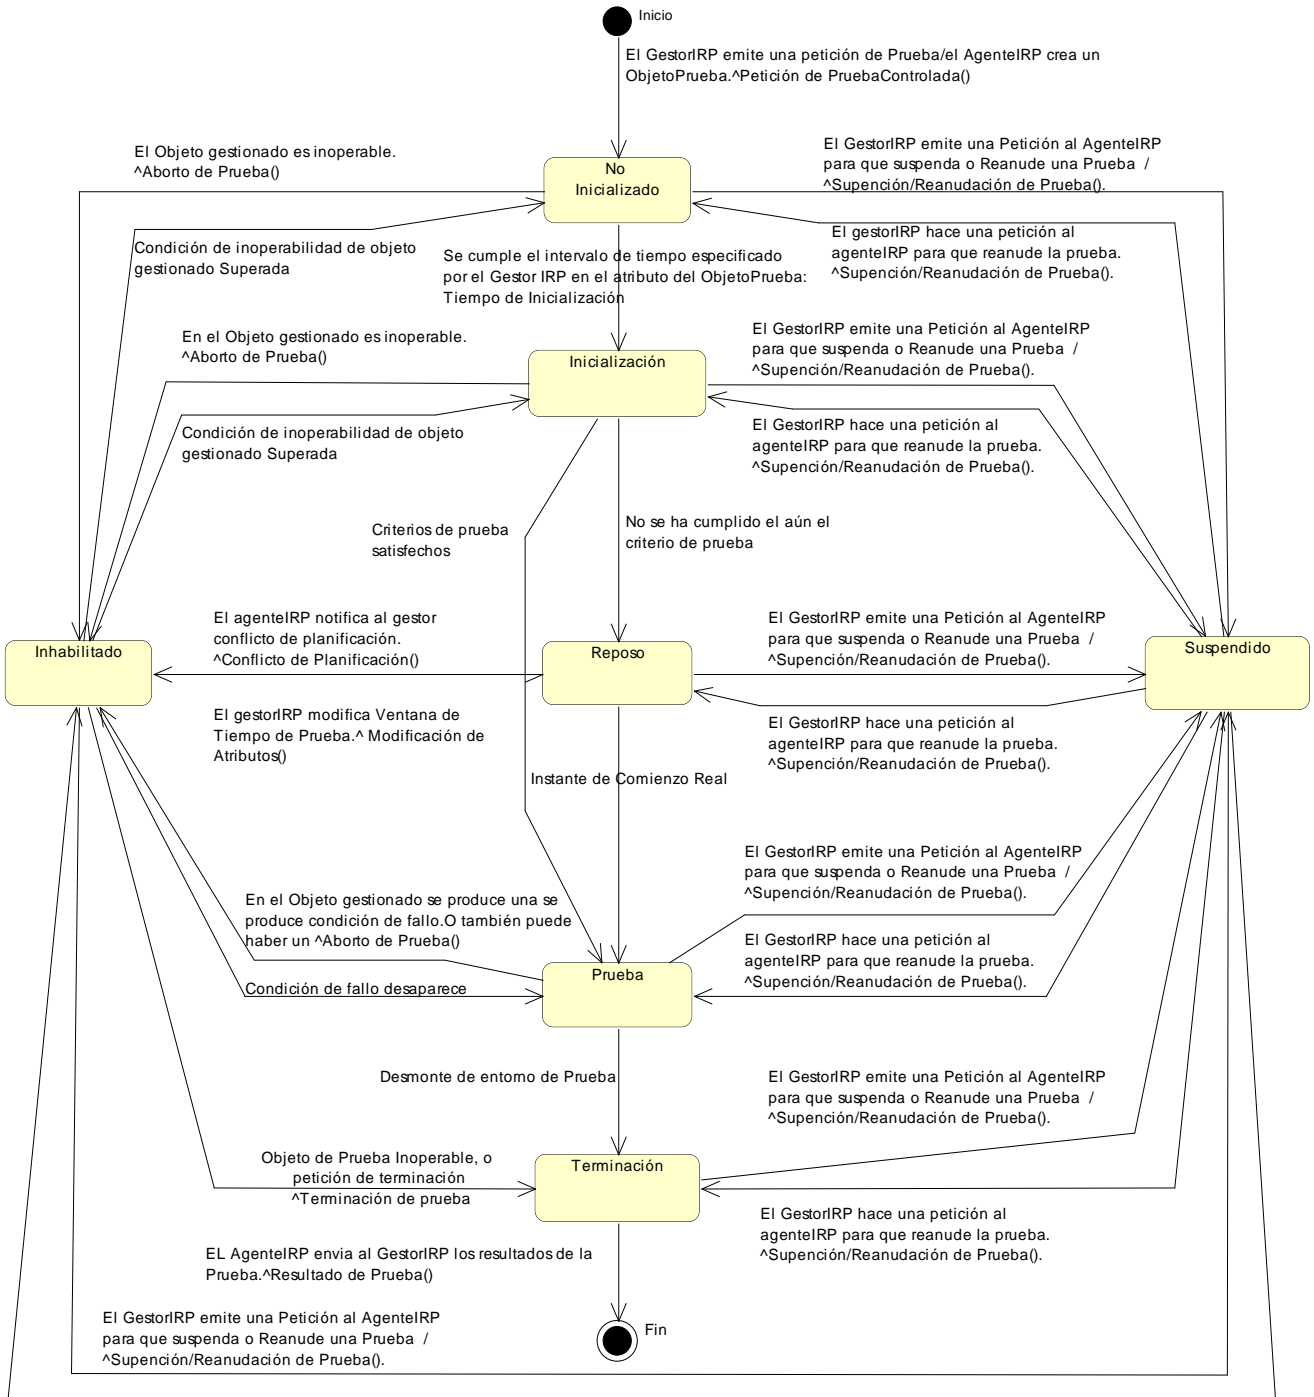 Inicio
El GestorIRP emite una petición de Prueba/el AgenteIRP crea un
ObjetoPrueba.^Petición de PruebaControlada()
El Objeto gestionado es inoperable.
^Aborto de Prueba()
El GestorIRP emite una Petición al AgenteIRP
para que suspenda o Reanude una Prueba /
^Supención/Reanudación de Prueba().
No
Inicializado
Condición de inoperabilidad de objeto
gestionado Superada
Se cumple el intervalo de tiempo especificado
por el Gestor IRP en el atributo del ObjetoPrueba:
Tiempo de Inicialización
El gestorIRP hace una petición al
agenteIRP para que reanude la prueba.
^Supención/Reanudación de Prueba().
En el Objeto gestionado es inoperable.
^Aborto de Prueba()
El GestorIRP emite una Petición al AgenteIRP
para que suspenda o Reanude una Prueba /
^Supención/Reanudación de Prueba().
Inicialización
Condición de inoperabilidad de objeto
gestionado Superada
El GestorIRP hace una petición al
agenteIRP para que reanude la prueba.
^Supención/Reanudación de Prueba().
Criterios de prueba
satisfechos
No se ha cumplido el aún el
criterio de prueba
El agenteIRP notifica al gestor
conflicto de planificación.
^Conflicto de Planificación()
El GestorIRP emite una Petición al AgenteIRP
para que suspenda o Reanude una Prueba /
^Supención/Reanudación de Prueba().
Inhabilitado
Reposo
Suspendido
El gestorIRP modifica Ventana de
Tiempo de Prueba.^ Modificación de
Atributos()
El GestorIRP hace una petición al
agenteIRP para que reanude la prueba.
^Supención/Reanudación de Prueba().
Instante de Comienzo Real
El GestorIRP emite una Petición al AgenteIRP
para que suspenda o Reanude una Prueba /
^Supención/Reanudación de Prueba().
En el Objeto gestionado se produce una se
produce condición de fallo.O también puede
haber un ^Aborto de Prueba()
El GestorIRP hace una petición al
agenteIRP para que reanude la prueba.
^Supención/Reanudación de Prueba().
Prueba
Condición de fallo desaparece
Desmonte de entorno de Prueba
El GestorIRP emite una Petición al AgenteIRP
para que suspenda o Reanude una Prueba /
^Supención/Reanudación de Prueba().
Objeto de Prueba Inoperable, o
petición de terminación
^Terminación de prueba
Terminación
El GestorIRP hace una petición al
agenteIRP para que reanude la prueba.
^Supención/Reanudación de Prueba().
EL AgenteIRP envia al GestorIRP los resultados de la
Prueba.^Resultado de Prueba()
El GestorIRP emite una Petición al AgenteIRP
para que suspenda o Reanude una Prueba /
^Supención/Reanudación de Prueba().
Fin